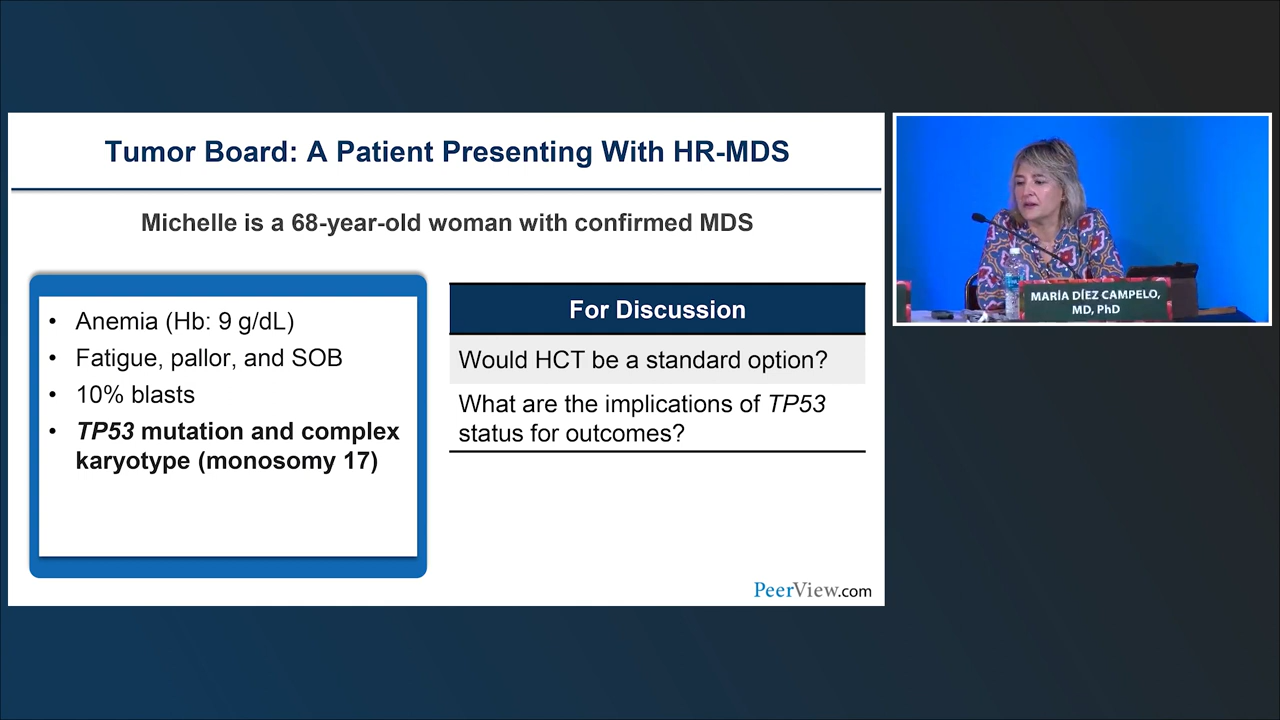 Tumor Board: A Patient Presenting With HR-MDS
Michelle is a 68-year-old woman with confirmed MDS
• Anemia (Hb: 9 g/dL)
• Fatigue, pallor, and SOB
• 10% blasts
• TP53 mutation and complex
karyotype (monosomy 17)
For Discussion
Would HCT be a standard option?
What are the implications of TP53
status for outcomes?
PeerView.com
MARÍA DÍEZ CAMPELO,
MD, PhD